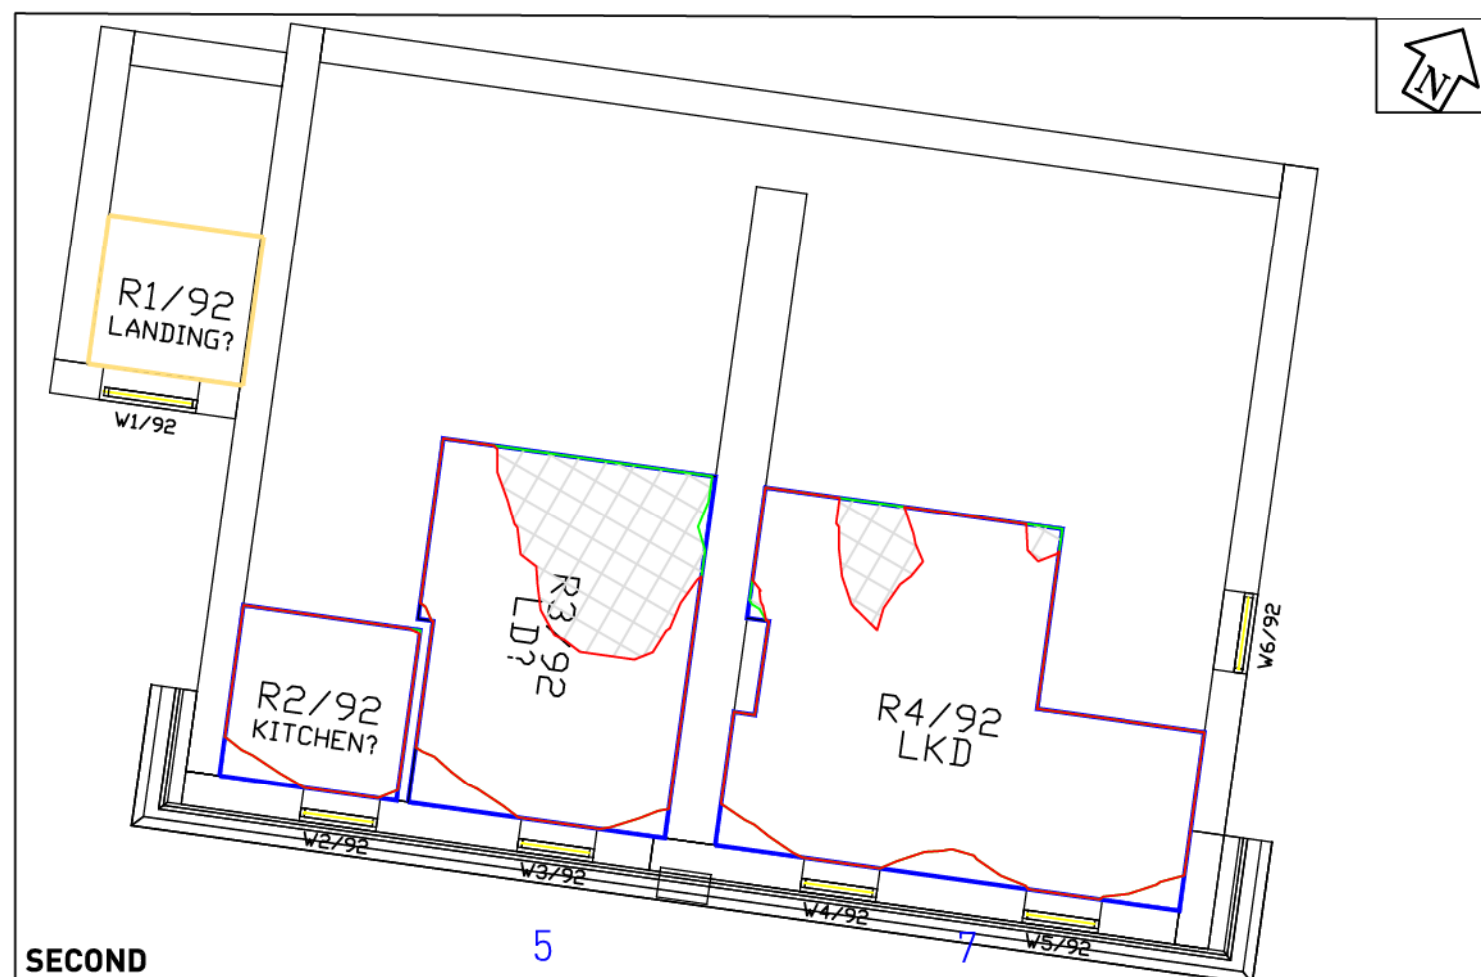 N
R1/92
LANDING?
W1/92
R3/92
LD?
W6/92
R2/92
KITCHEN?
R4/92
LKD
W2/92
W3/92
W4/92
W5/92
5
7
SECOND